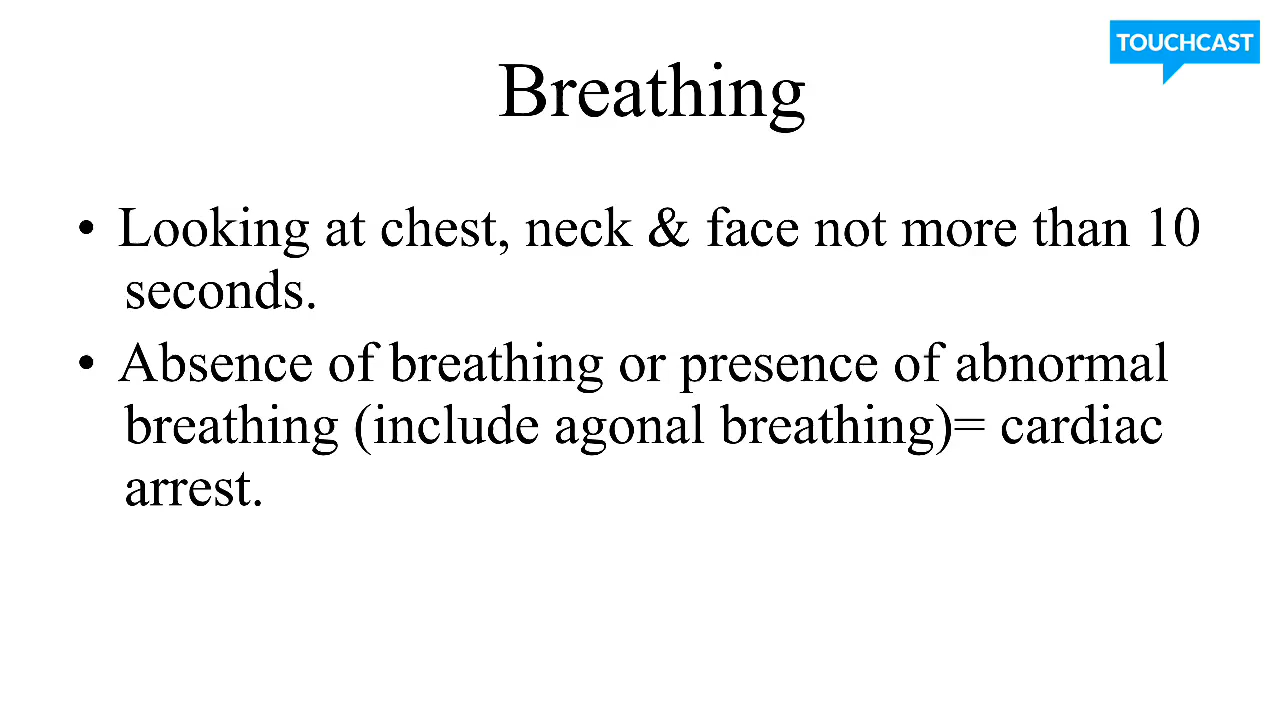 TOUCHCAST
Breathing
• Looking at chest, neck & face not more than 10
seconds.
• Absence of breathing or presence of abnormal
breathing (include agonal breathing)= cardiac
arrest.